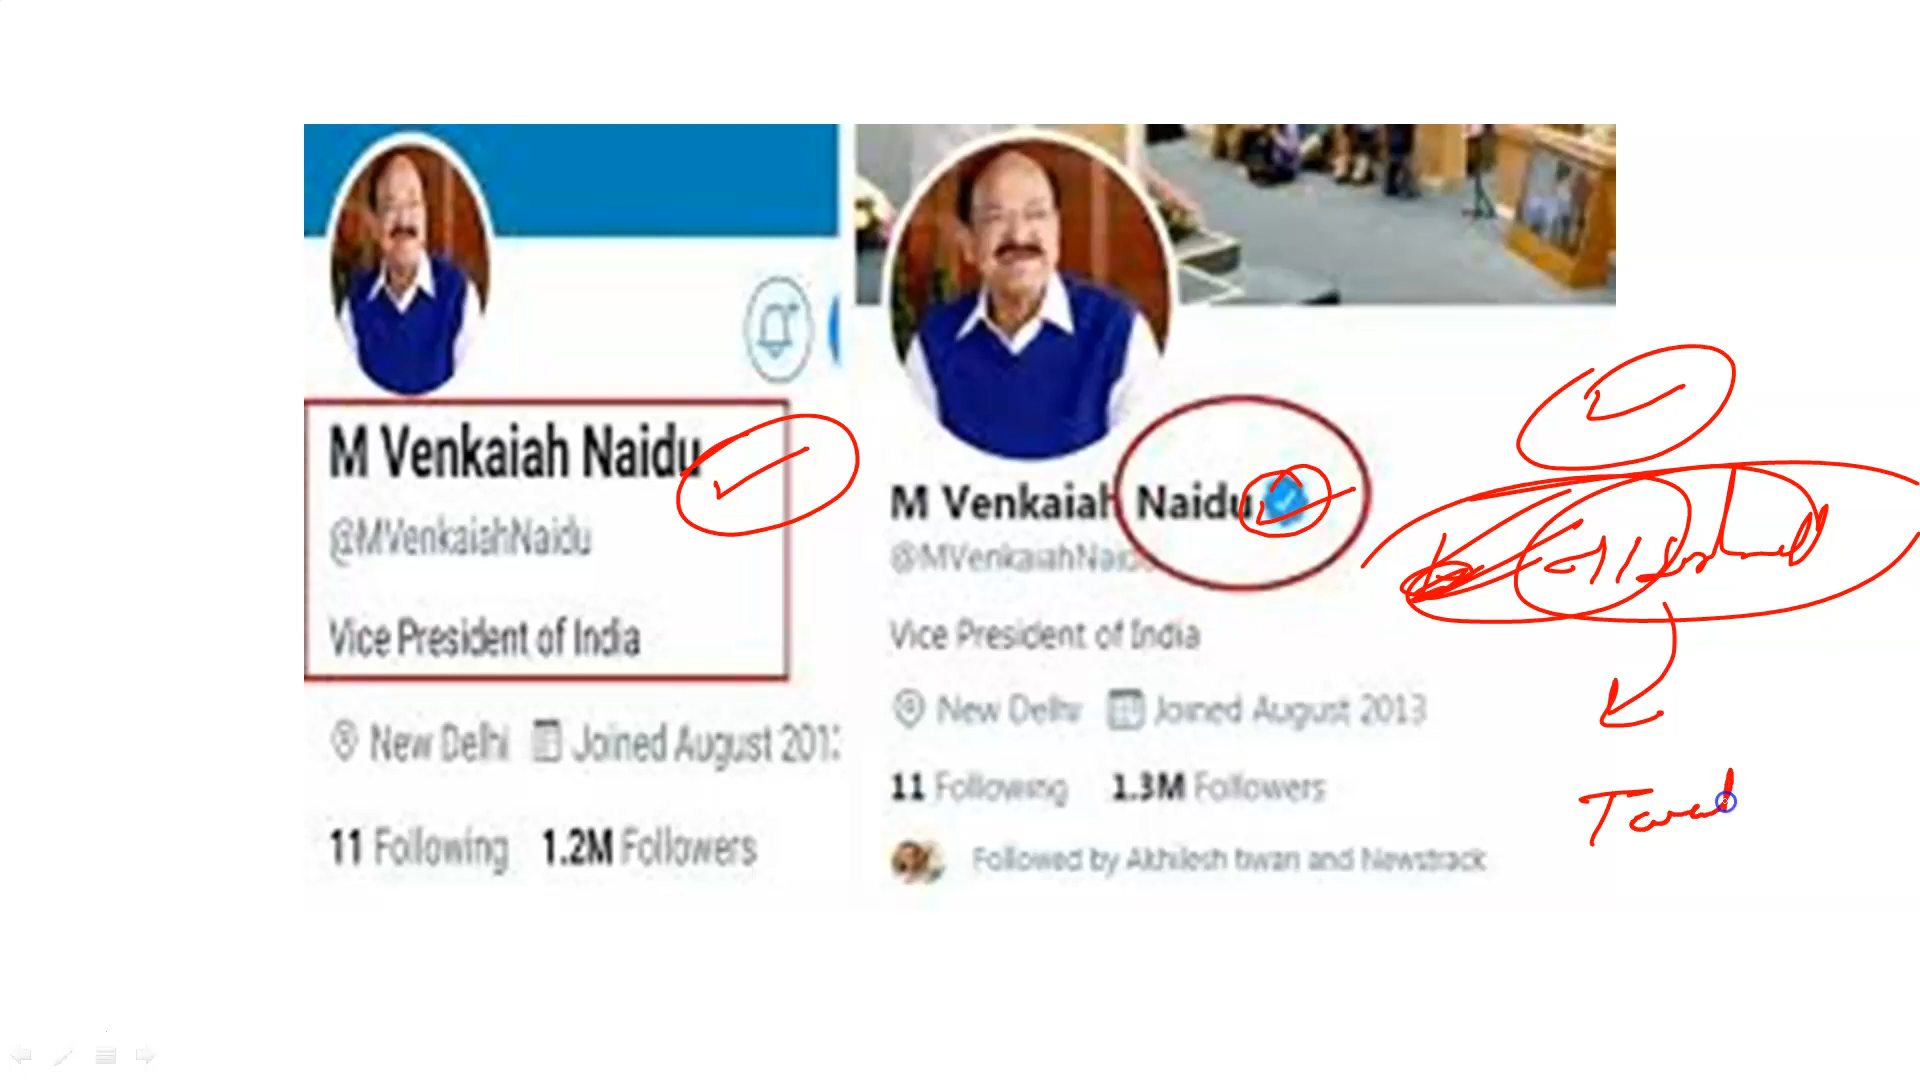 M Venkaiah Naidu
@MVenkaiahNaidu
Vice President of India
New Delhi Joined August 201
11 Following 1.2M Followers
M Venkaiah Naidu
@MVenkaiahNaid
Vice President of India
New Delhi Joined August 2013
11 Following 1.3M Followers
Followed by Akhilesh tiwari and Newstrack